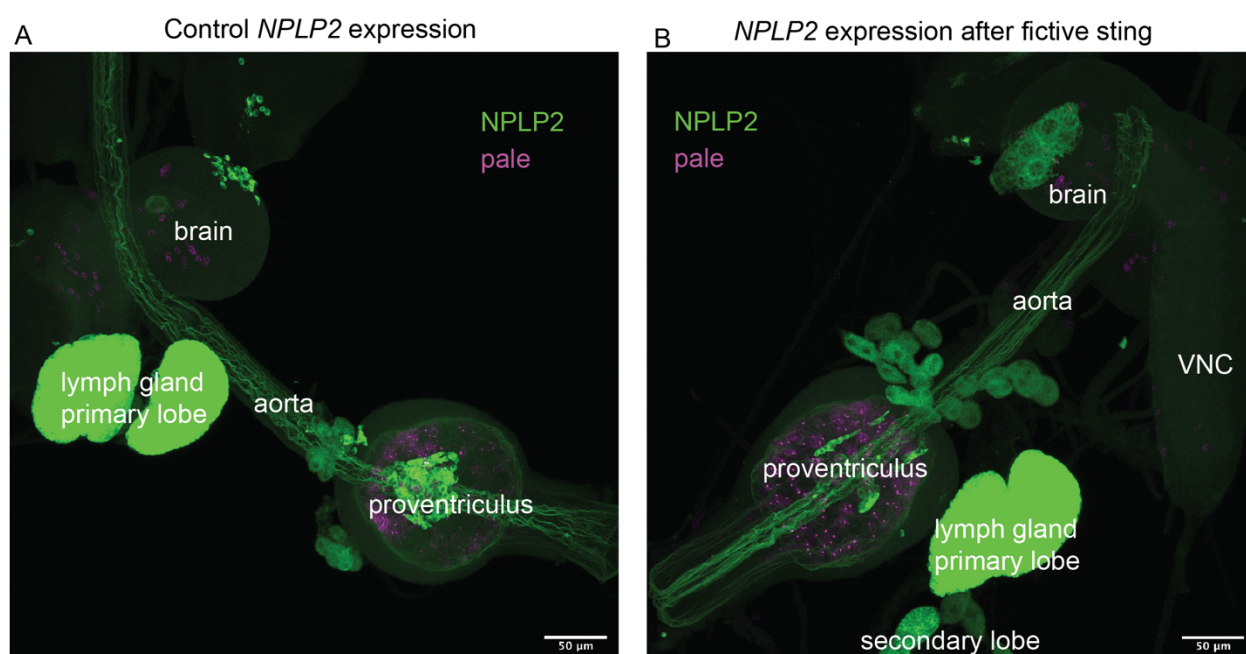 A
Control NPLP2 expression
NPLP2
pale
brain
lymph gland
primary lobe
aorta
proventriculus
50 µm
B
NPLP2 expression after fictive sting
NPLP2
pale
brain
aorta
VNC
proventriculus
lymph gland
primary lobe
secondary lobe
50 µm